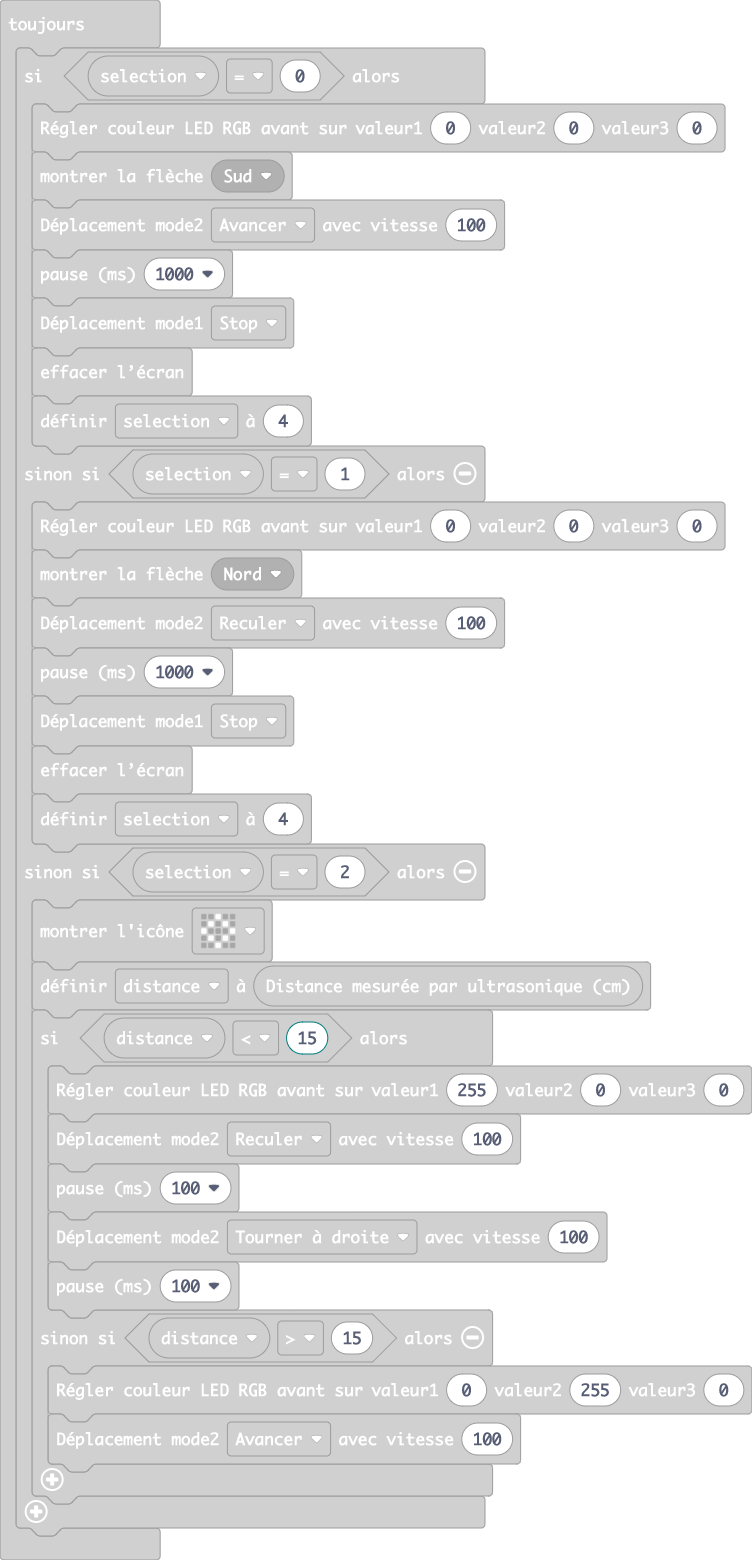 toujours
si selection = 0 alors
Régler couleur LED RGB avant sur valeur1 0 valeur2 0 valeur3 0
montrer la flèche Sud
Déplacement mode2 Avancer avec vitesse 100
pause (ms) 1000
Déplacement mode1 Stop
effacer l’écran
définir selection à 4
sinon si selection = 1 alors
Régler couleur LED RGB avant sur valeur1 0 valeur2 0 valeur3 0
montrer la flèche Nord
Déplacement mode2 Reculer avec vitesse 100
pause (ms) 1000
Déplacement mode1 Stop
effacer l’écran
définir selection à 4
sinon si selection = 2 alors
montrer l'icône
définir distance à Distance mesurée par ultrasonique (cm)
si distance < 15 alors
Régler couleur LED RGB avant sur valeur1 255 valeur2 0 valeur3 0
Déplacement mode2 Reculer avec vitesse 100
pause (ms) 100
Déplacement mode2 Tourner à droite avec vitesse 100
pause (ms) 100
sinon si distance > 15 alors
Régler couleur LED RGB avant sur valeur1 0 valeur2 255 valeur3 0
Déplacement mode2 Avancer avec vitesse 100